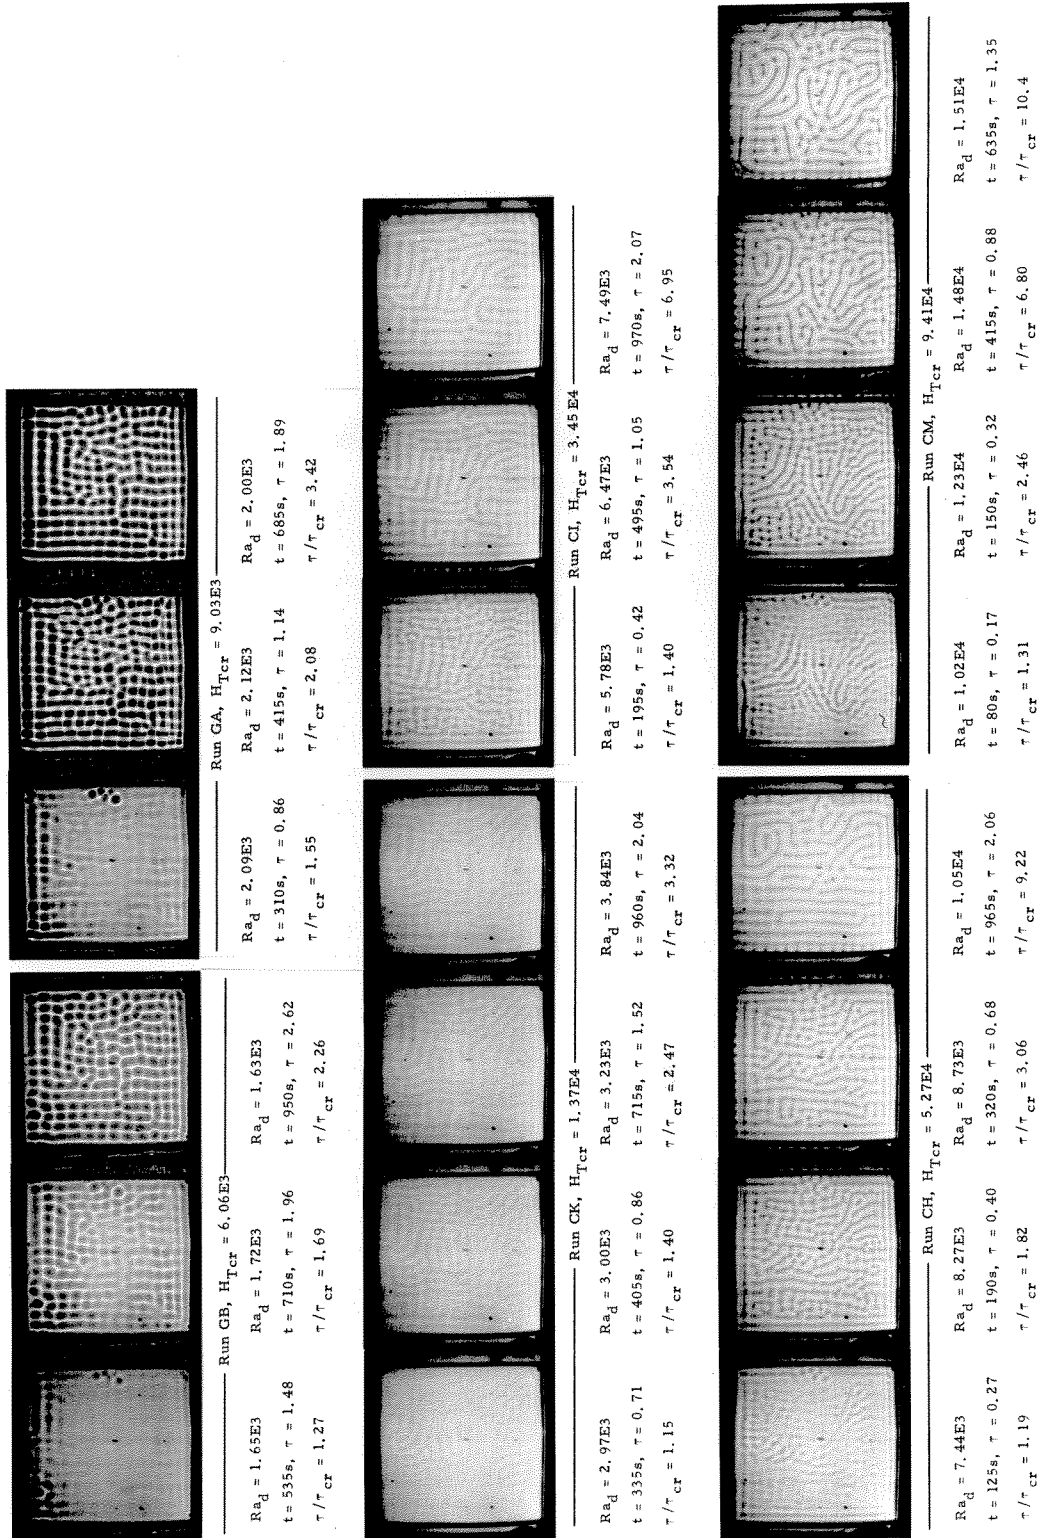 Run GB, H_Tcr = 6.06E3
Ra_d = 1.65E3
t = 535s, τ = 1.48
τ/τ_cr = 1.27
Ra_d = 1.72E3
t = 710s, τ = 1.96
τ/τ_cr = 1.69
Ra_d = 1.63E3
t = 950s, τ = 2.62
τ/τ_cr = 2.26
Run GA, H_Tcr = 9.03E3
Ra_d = 2.09E3
t = 310s, τ = 0.86
τ/τ_cr = 1.55
Ra_d = 2.12E3
t = 415s, τ = 1.14
τ/τ_cr = 2.08
Ra_d = 2.00E3
t = 685s, τ = 1.89
τ/τ_cr = 3.42
Run CK, H_Tcr = 1.37E4
Ra_d = 2.97E3
t = 335s, τ = 0.71
τ/τ_cr = 1.15
Ra_d = 3.00E3
t = 405s, τ = 0.86
τ/τ_cr = 1.40
Ra_d = 3.23E3
t = 715s, τ = 1.52
τ/τ_cr = 2.47
Ra_d = 3.84E3
t = 960s, τ = 2.04
τ/τ_cr = 3.32
Run CI, H_Tcr = 3.45 E4
Ra_d = 5.78E3
t = 195s, τ = 0.42
τ/τ_cr = 1.40
Ra_d = 6.47E3
t = 495s, τ = 1.05
τ/τ_cr = 3.54
Ra_d = 7.49E3
t = 970s, τ = 2.07
τ/τ_cr = 6.95
Run CH, H_Tcr = 5.27E4
Ra_d = 7.44E3
t = 125s, τ = 0.27
τ/τ_cr = 1.19
Ra_d = 8.27E3
t = 190s, τ = 0.40
τ/τ_cr = 1.82
Ra_d = 8.73E3
t = 320s, τ = 0.68
τ/τ_cr = 3.06
Ra_d = 1.05E4
t = 965s, τ = 2.06
τ/τ_cr = 9.22
Run CM, H_Tcr = 9.41E4
Ra_d = 1.02E4
t = 80s, τ = 0.17
τ/τ_cr = 1.31
Ra_d = 1.23E4
t = 150s, τ = 0.32
τ/τ_cr = 2.46
Ra_d = 1.48E4
t = 415s, τ = 0.88
τ/τ_cr = 6.80
Ra_d = 1.51E4
t = 635s, τ = 1.35
τ/τ_cr = 10.4